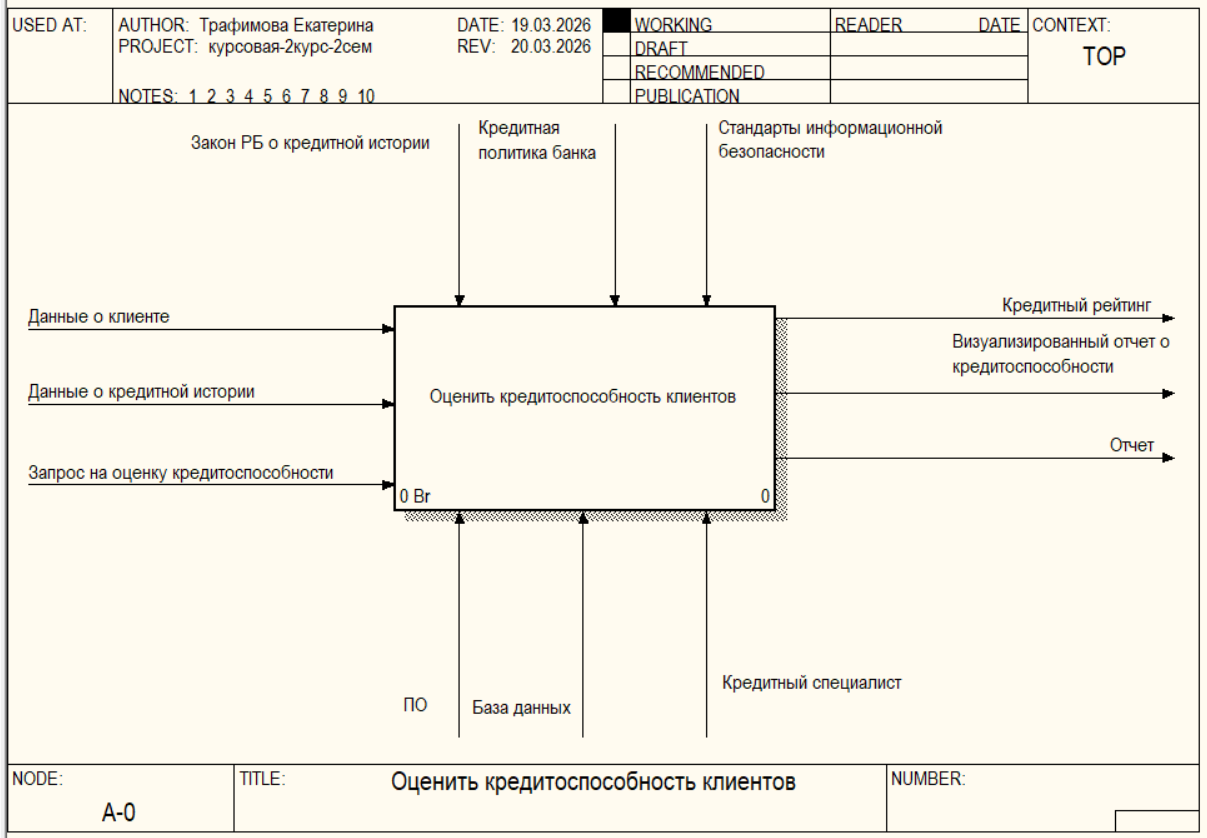 USED AT:
AUTHOR: Трафимова Екатерина
DATE: 19.03.2026
WORKING
READER
DATE
CONTEXT:
PROJECT: курсовая-2курс-2сем
REV: 20.03.2026
DRAFT
TOP
RECOMMENDED
NOTES: 1 2 3 4 5 6 7 8 9 10
PUBLICATION
Закон РБ о кредитной истории
Кредитная
политика банка
Стандарты информационной
безопасности
Данные о клиенте
Данные о кредитной истории
Запрос на оценку кредитоспособности
Оценить кредитоспособность клиентов
0 Br
0
Кредитный рейтинг
Визуализированный отчет о
кредитоспособности
Отчет
ПО
База данных
Кредитный специалист
NODE:
A-0
TITLE:
Оценить кредитоспособность клиентов
NUMBER: